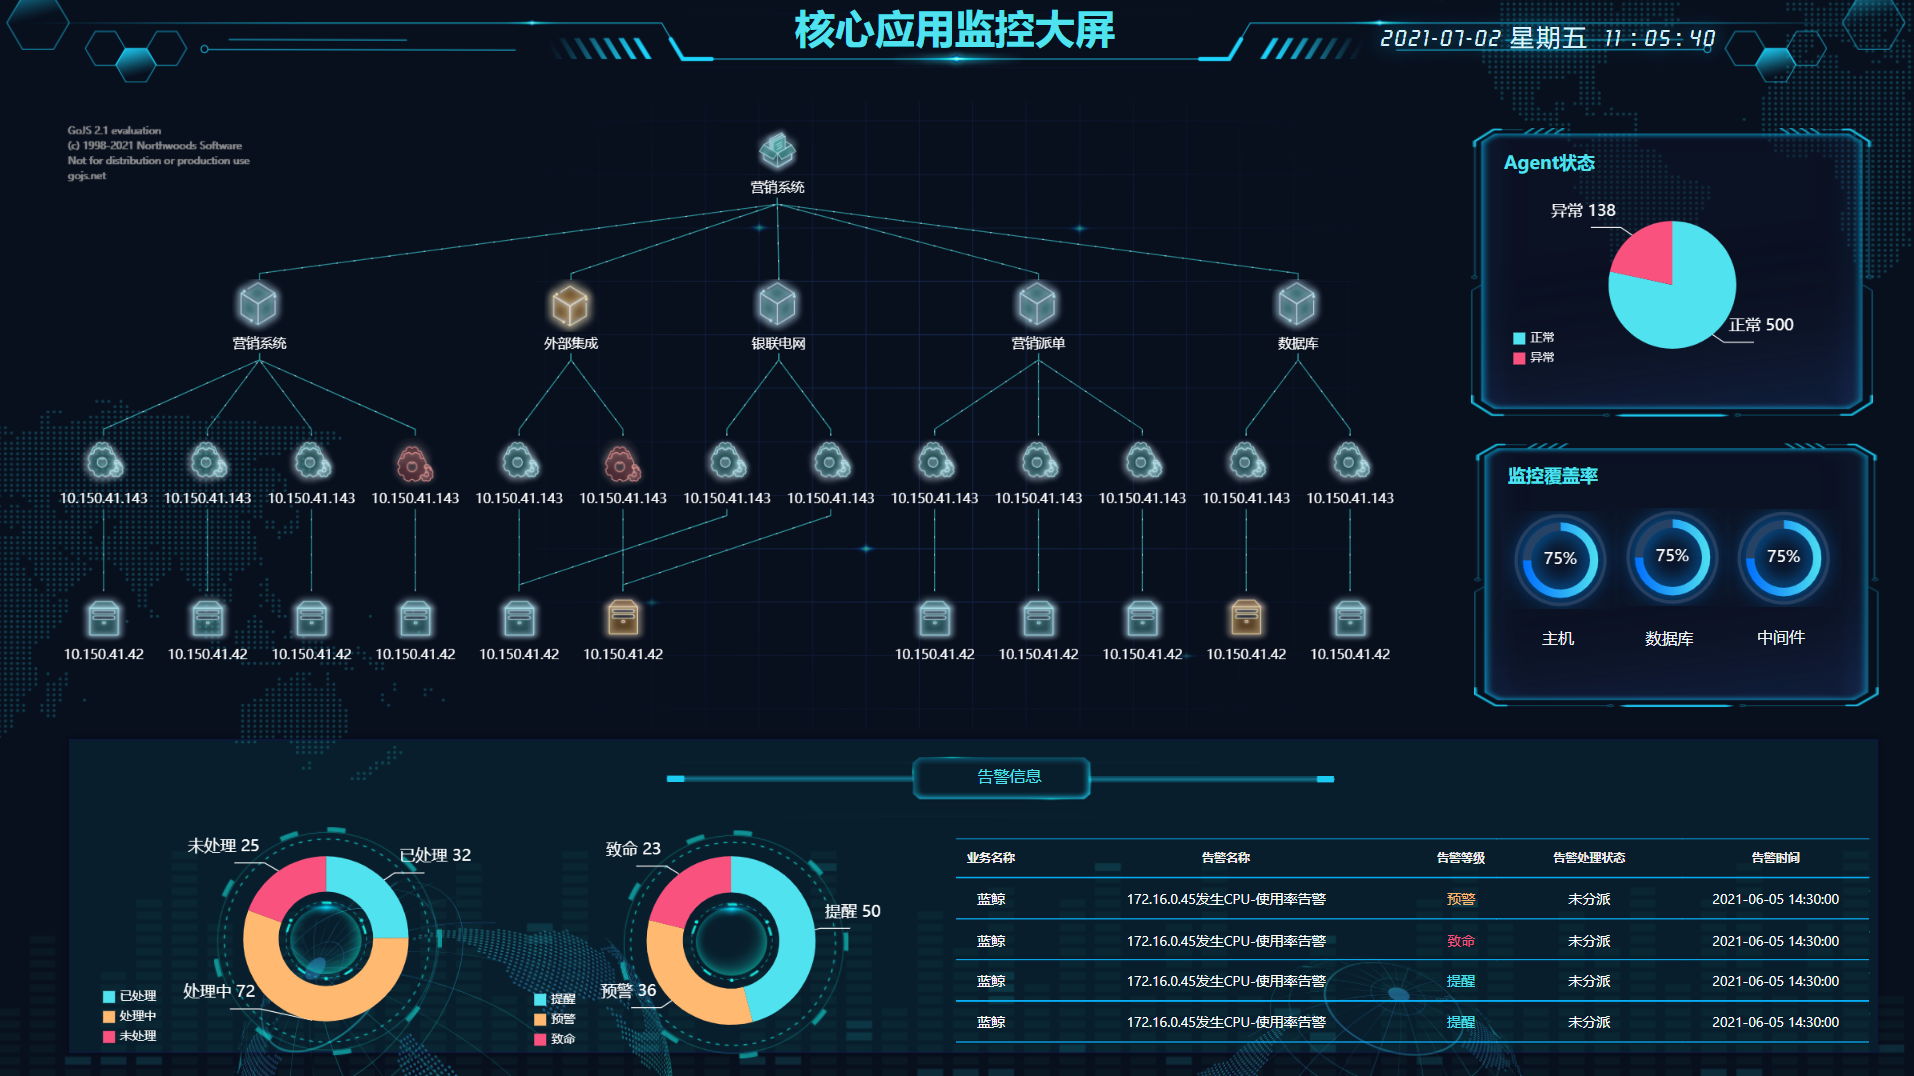 核心应用监控大屏
2021-07-02 星期五 11:05:40
GoJS 2.1 evaluation
(c) 1998-2021 Northwoods Software
Not for distribution or production use
gojs.net
营销系统
营销系统 外部集成 银联电网 营销派单 数据库
10.150.41.143 10.150.41.143 10.150.41.143 10.150.41.143 10.150.41.143 10.150.41.143 10.150.41.143 10.150.41.143 10.150.41.143 10.150.41.143 10.150.41.143 10.150.41.143 10.150.41.143
10.150.41.42 10.150.41.42 10.150.41.42 10.150.41.42 10.150.41.42 10.150.41.42 10.150.41.42 10.150.41.42 10.150.41.42 10.150.41.42 10.150.41.42
Agent状态
异常 138
正常 500
正常
异常
监控覆盖率
75% 75% 75%
主机 数据库 中间件
告警信息
未处理 25
已处理 32
处理中 72
已处理
处理中
未处理
致命 23
提醒 50
预警 36
提醒
预警
致命
业务名称 告警名称 告警等级 告警处理状态 告警时间
蓝鲸 172.16.0.45发生CPU-使用率告警 预警 未分派 2021-06-05 14:30:00
蓝鲸 172.16.0.45发生CPU-使用率告警 致命 未分派 2021-06-05 14:30:00
蓝鲸 172.16.0.45发生CPU-使用率告警 提醒 未分派 2021-06-05 14:30:00
蓝鲸 172.16.0.45发生CPU-使用率告警 提醒 未分派 2021-06-05 14:30:00